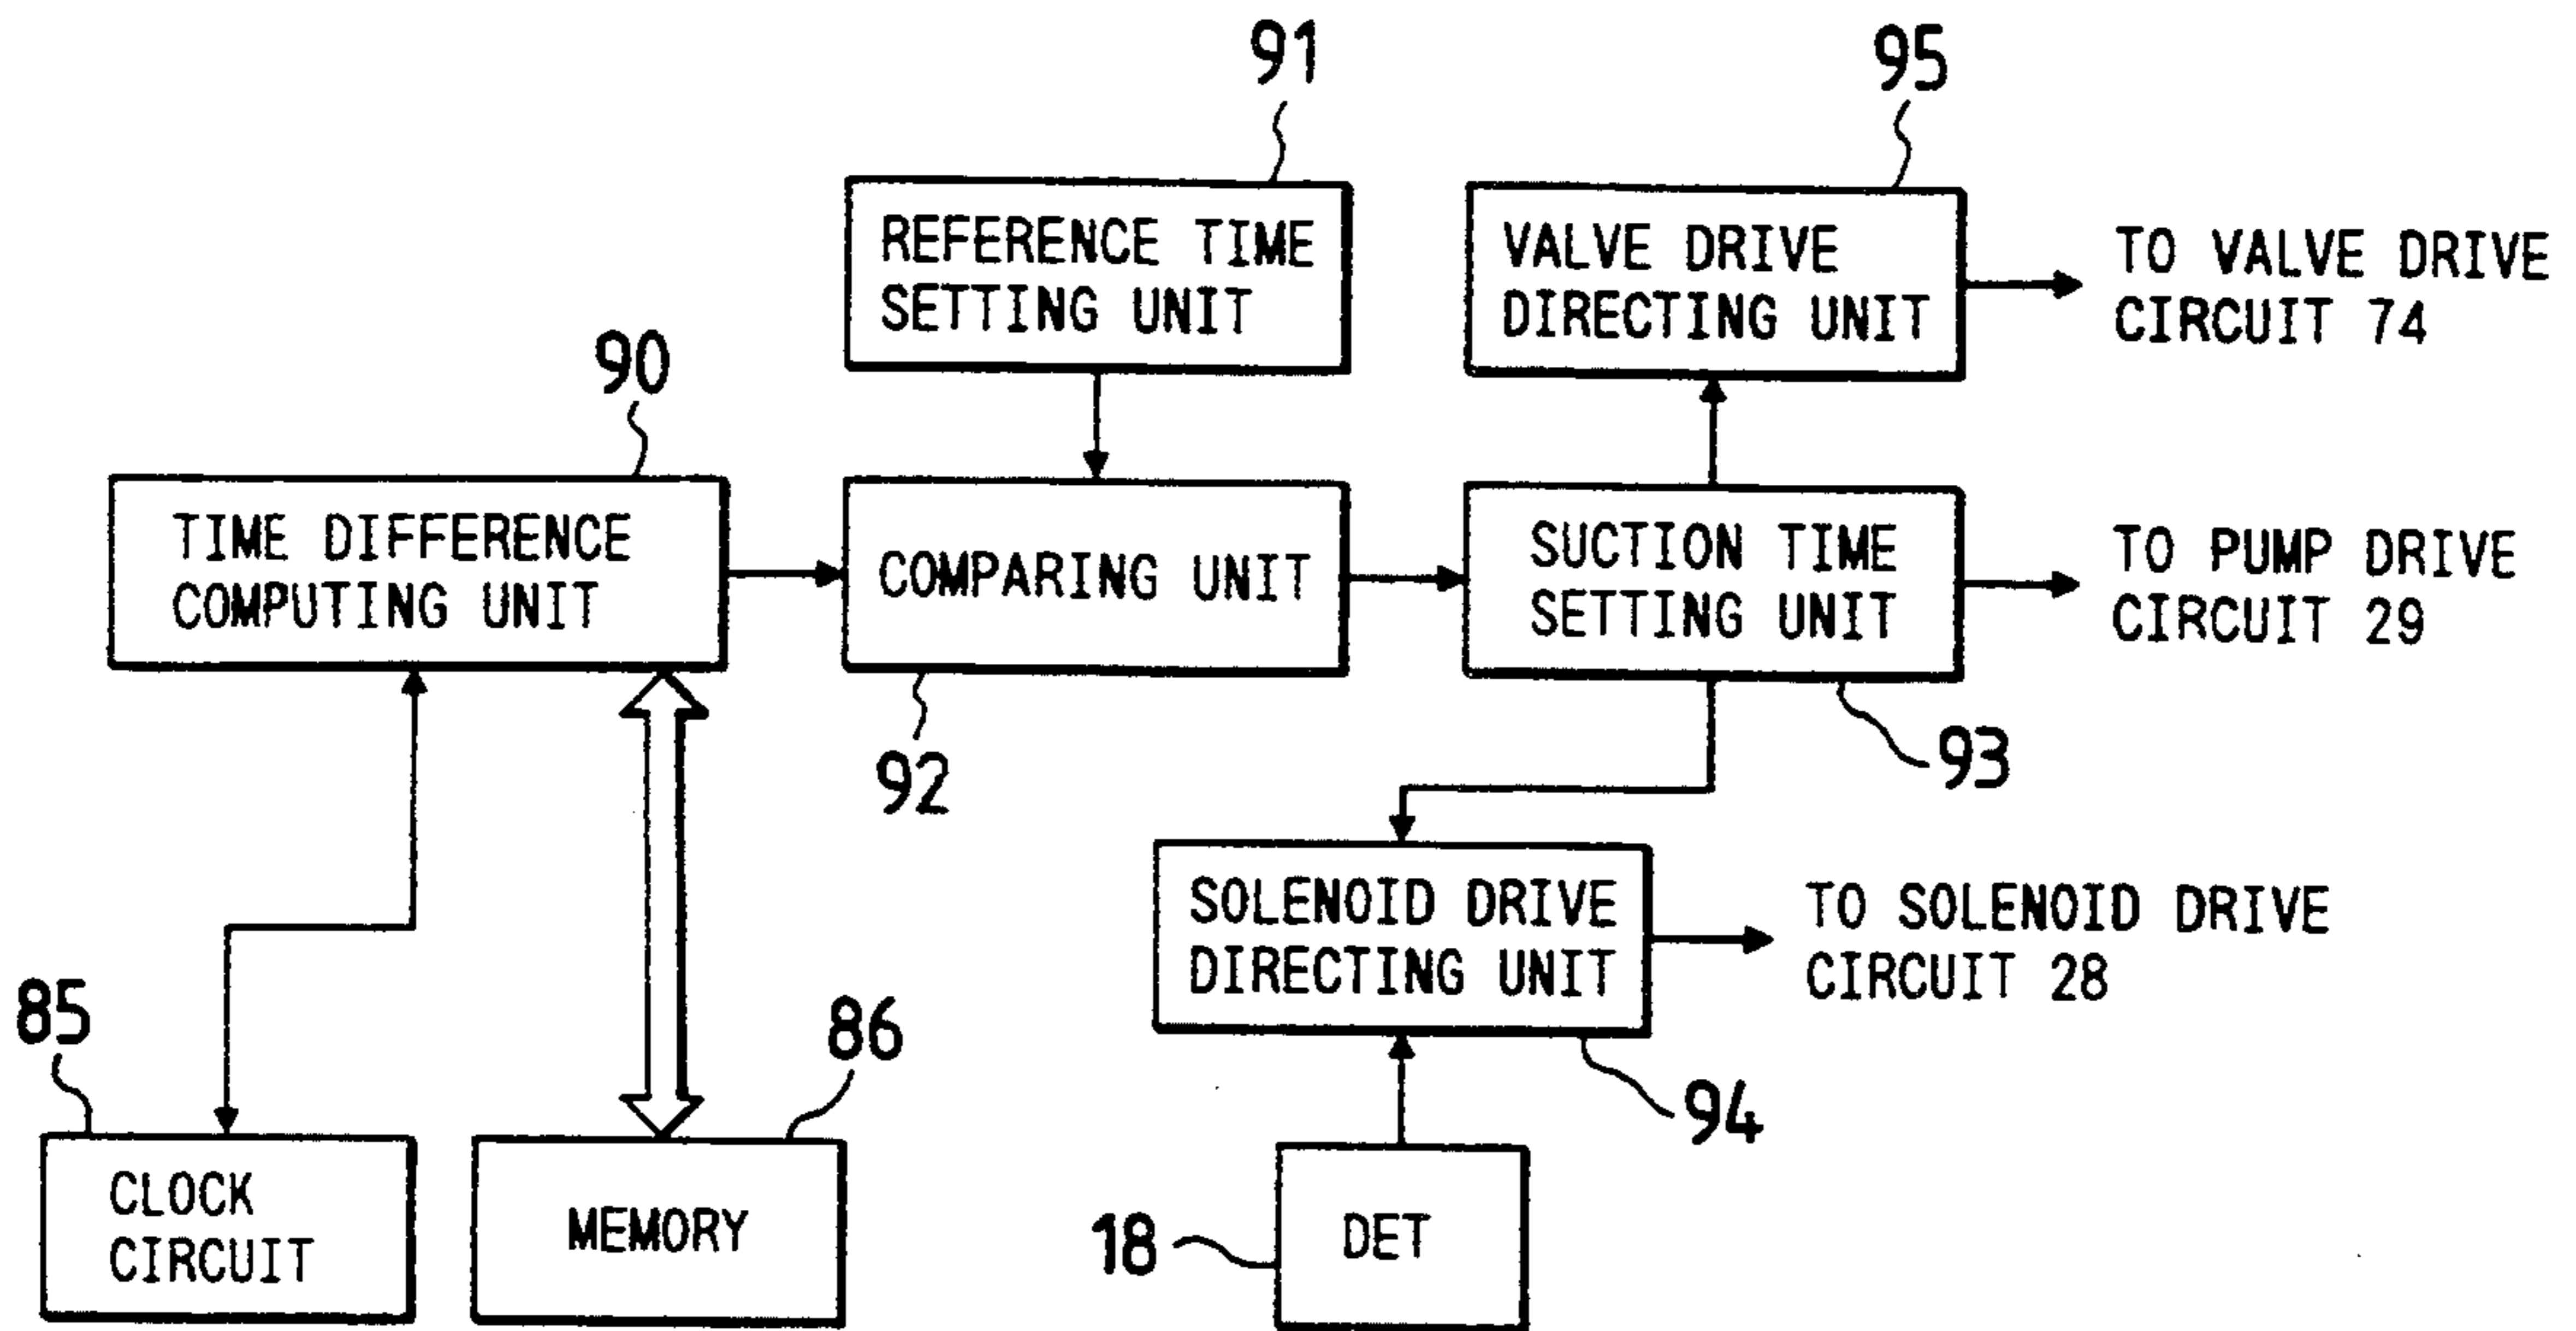 91
95
REFERENCE TIME
SETTING UNIT
VALVE DRIVE
DIRECTING UNIT
TO VALVE DRIVE
CIRCUIT 74
90
TIME DIFFERENCE
COMPUTING UNIT
COMPARING UNIT
SUCTION TIME
SETTING UNIT
TO PUMP DRIVE
CIRCUIT 29
92
93
SOLENOID DRIVE
DIRECTING UNIT
TO SOLENOID DRIVE
CIRCUIT 28
85
86
94
CLOCK
CIRCUIT
MEMORY
18
DET